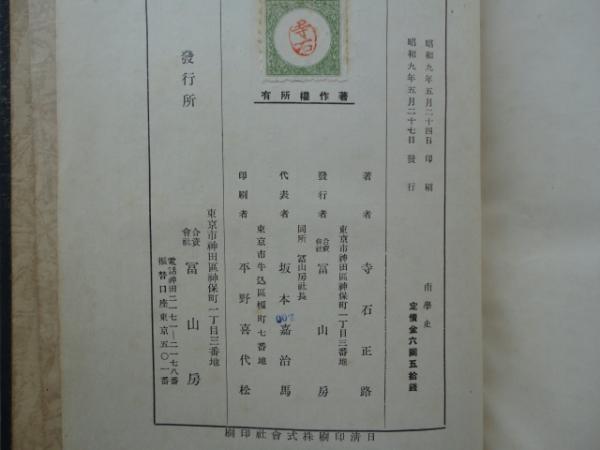 昭和九年五月二十四日 印刷
昭和九年五月二十七日 發行
南學史
定價金六圓五拾錢
寺石
著作權所有
著者 寺石正路
東京市神田區神保町一丁目三番地
發行者 合資會社 冨山房
同所 冨山房社長
代表者 坂本嘉治馬
東京市牛込區榎町七番地
印刷者 平野喜代松
發行所
東京市神田區神保町一丁目三番地
合資會社 冨山房
電話神田二一七一―二一七八番
振替口座東京五〇一番
日淸印刷株式會社印刷